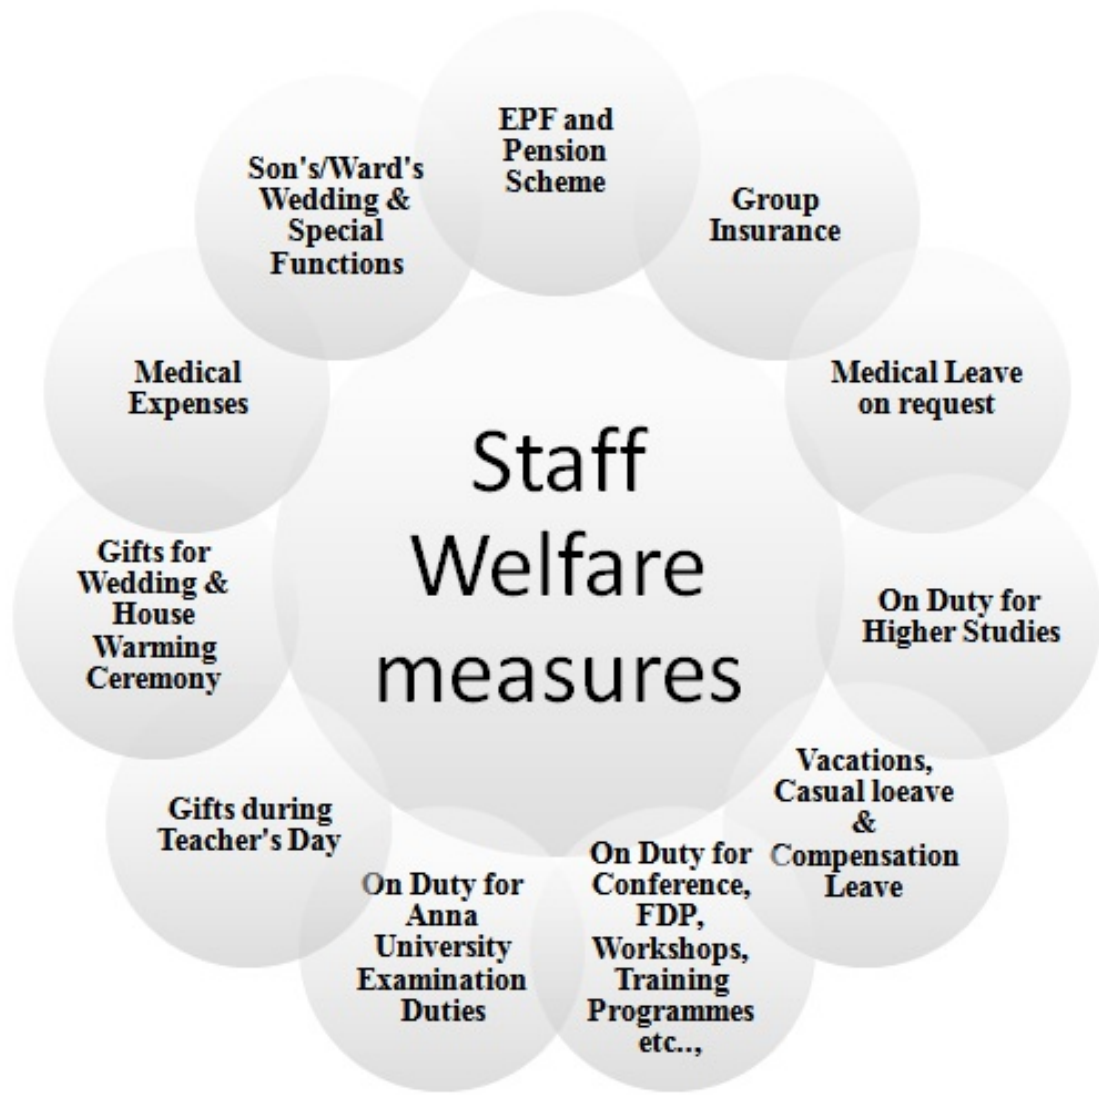 EPF and
Pension
Scheme
Group
Insurance
Medical Leave
on request
On Duty for
Higher Studies
Vacations,
Casual loeave
&
Compensation
Leave
On Duty for
Conference,
FDP,
Workshops,
Training
Programmes
etc..,
On Duty for
Anna
University
Examination
Duties
Gifts during
Teacher's Day
Gifts for
Wedding &
House
Warming
Ceremony
Medical
Expenses
Son's/Ward's
Wedding &
Special
Functions
Staff
Welfare
measures